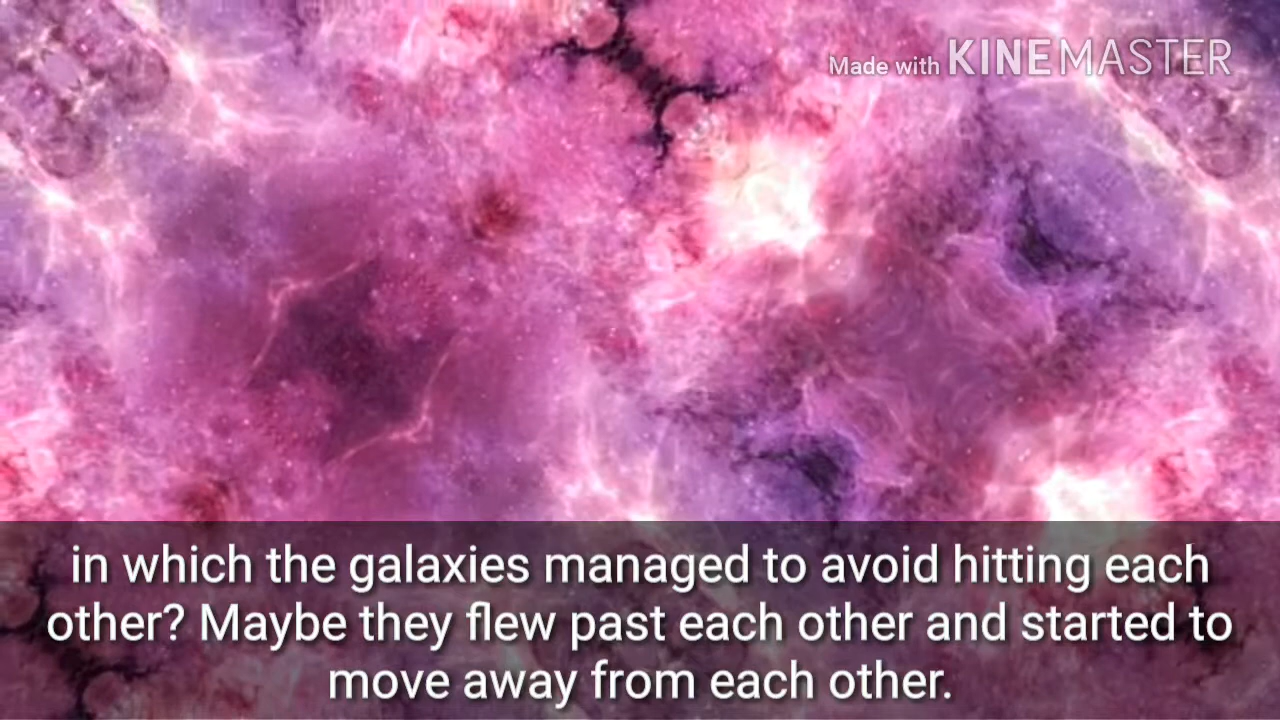 Made with KINEMASTER
in which the galaxies managed to avoid hitting each
other? Maybe they flew past each other and started to
move away from each other.